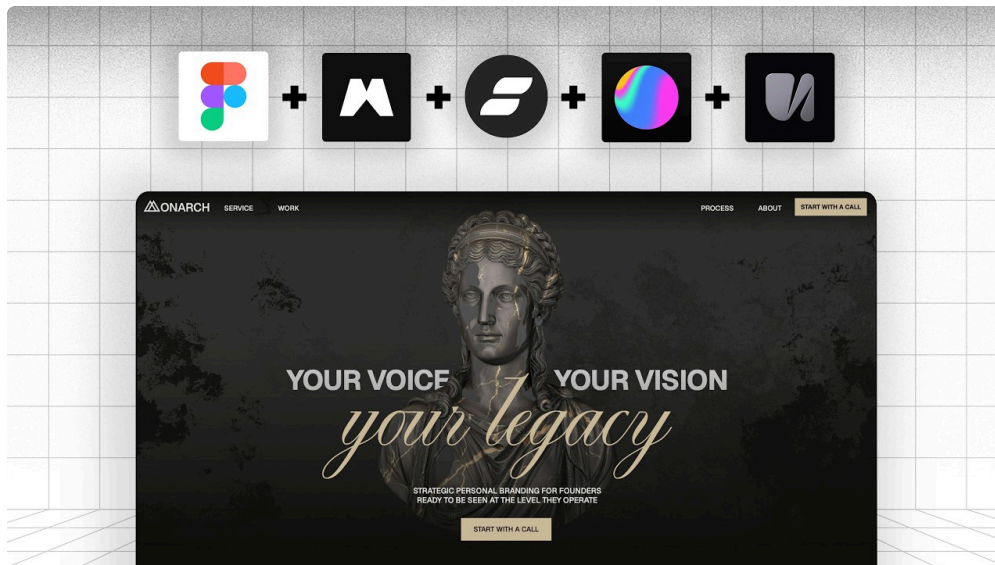 MONARCH
SERVICE
WORK
PROCESS
ABOUT
START WITH A CALL
YOUR VOICE
YOUR VISION
your legacy
STRATEGIC PERSONAL BRANDING FOR FOUNDERS
READY TO BE SEEN AT THE LEVEL THEY OPERATE
START WITH A CALL